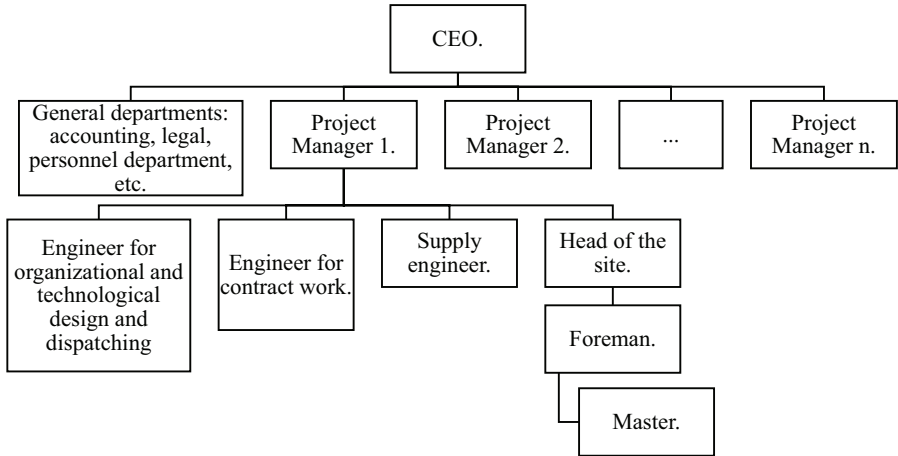 CEO.
General departments:
accounting, legal,
personnel department,
etc.
Project
Manager 1.
Project
Manager 2.
...
Project
Manager n.
Engineer for
organizational and
technological
design and
dispatching
Engineer for
contract work.
Supply
engineer.
Head of the
site.
Foreman.
Master.